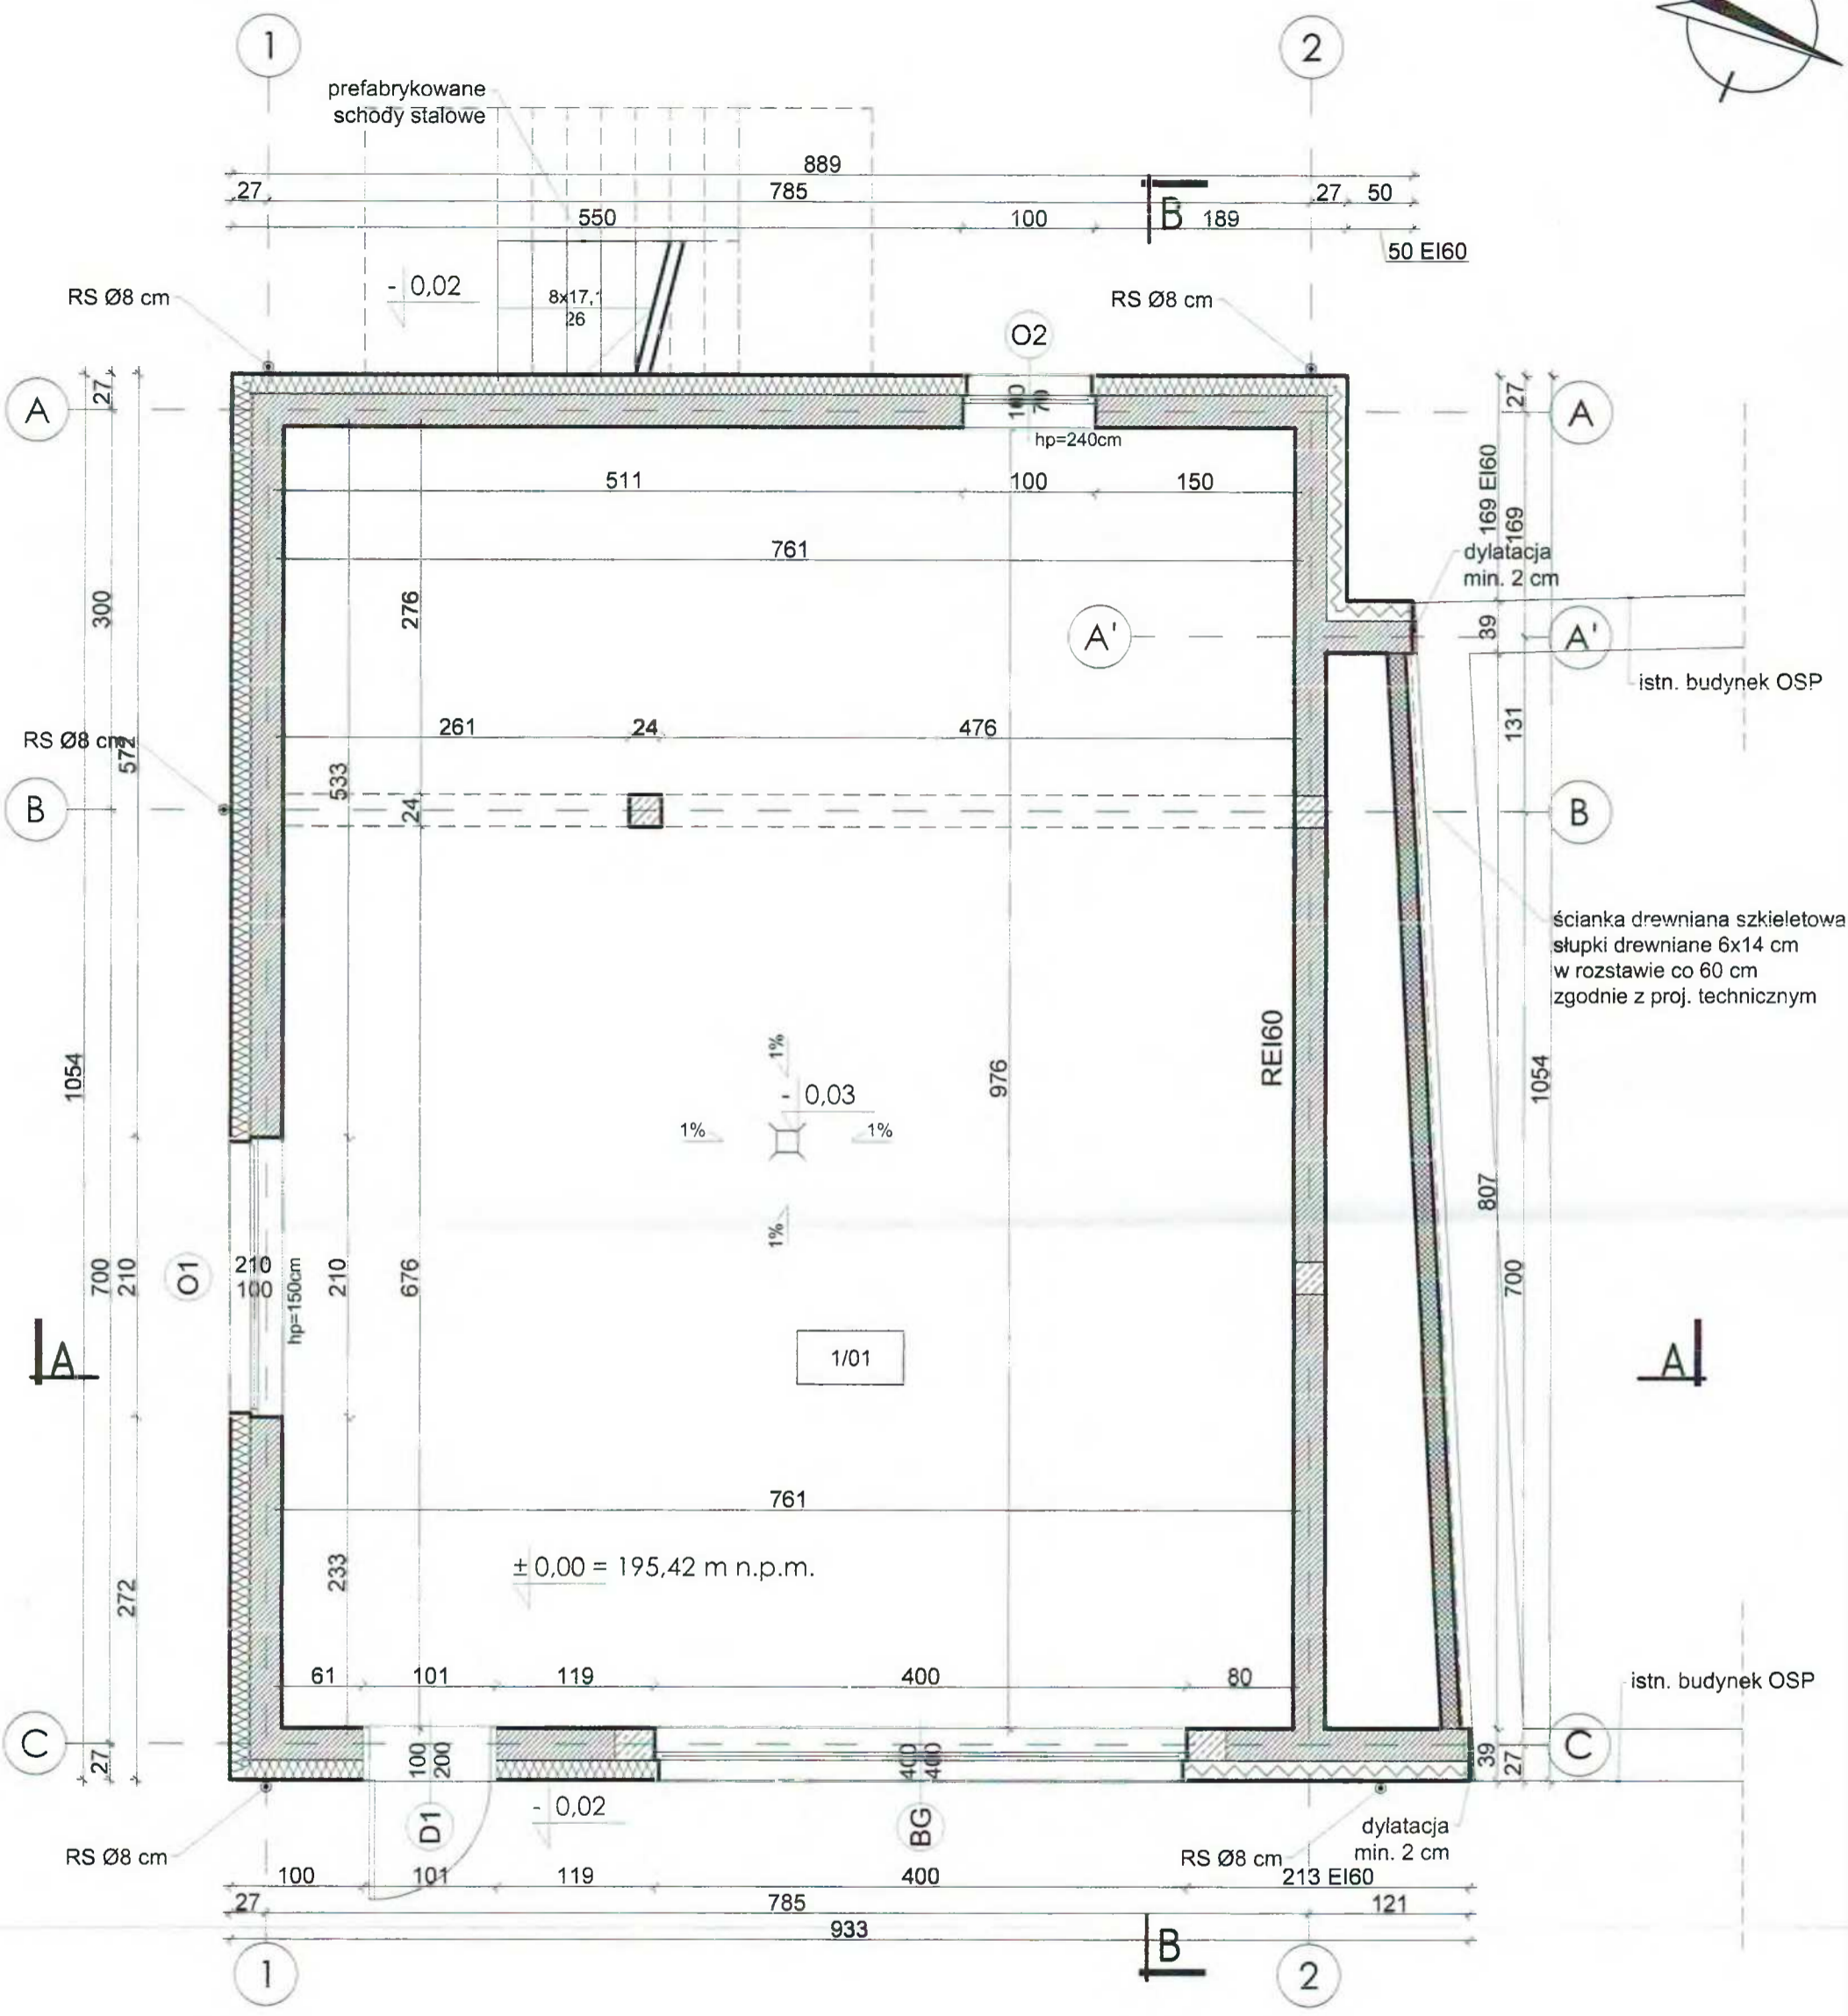 1
2
prefabrykowane
schody stalowe
889
27
785
27
50
550
100
B
189
50 EI60
RS Ø8 cm
- 0,02
8x17,
26
RS Ø8 cm
O2
A
27
100
70
hp=240cm
27
A
511
100
150
169 EI60
169
761
dylatacja
min. 2 cm
300
276
A'
39
A'
istn. budynek OSP
261
24
476
131
RS Ø8 cm
572
533
B
24
B
ścianka drewniana szkieletowa
słupki drewniane 6x14 cm
w rozstawie co 60 cm
zgodnie z proj. technicznym
REI60
1054
976
1054
1%
- 0,03
1%
1%
1%
807
O1
700
210
210
100
hp=150cm
210
676
700
A
1/01
A
761
233
± 0,00 = 195,42 m n.p.m.
272
61
101
119
400
80
istn. budynek OSP
C
27
100
200
400
400
39
27
C
D1
- 0,02
BG
dylatacja
min. 2 cm
RS Ø8 cm
RS Ø8 cm
100
101
119
400
213 EI60
27
785
121
933
B
1
2